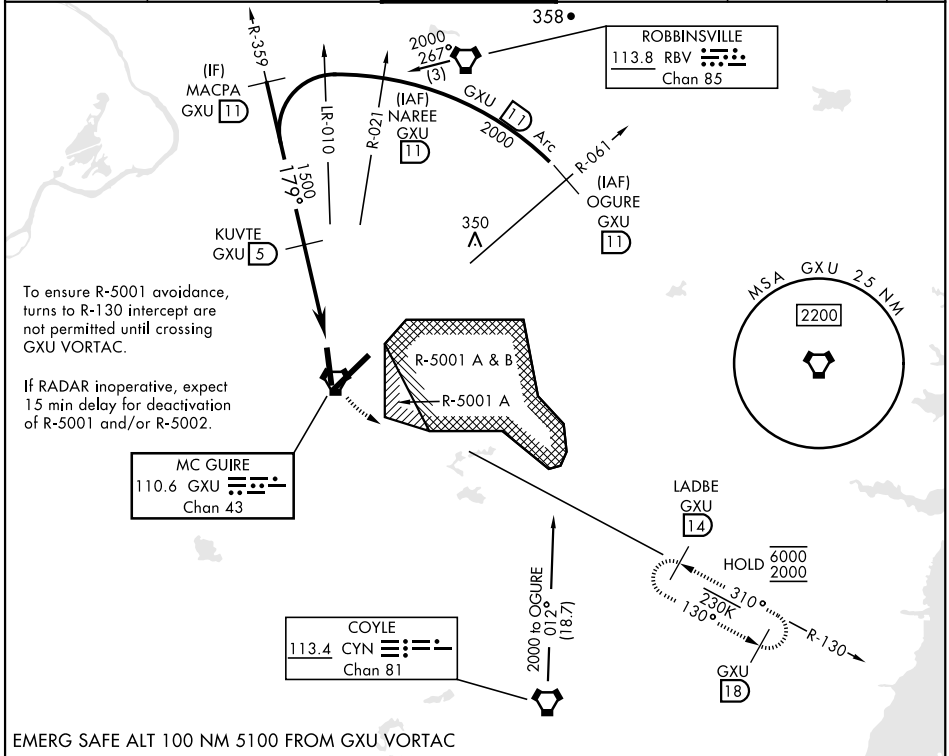 358
2000
267°
(3)
ROBBINSVILLE
113.8 RBV
Chan 85
R-359
(IF)
MACPA
GXU 11
LR-010
R-021
(IAF)
NAREE
GXU
11
GXU 11 Arc
2000
R-061
(IAF)
OGURE
GXU
11
1500
179°
KUVTE
GXU 5
350
To ensure R-5001 avoidance,
turns to R-130 intercept are
not permitted until crossing
GXU VORTAC.
If RADAR inoperative, expect
15 min delay for deactivation
of R-5001 and/or R-5002.
R-5001 A & B
R-5001 A
MSA GXU 25 NM
2200
MC GUIRE
110.6 GXU
Chan 43
LADBE
GXU
14
HOLD 6000
2000
310°
230K
130°
R-130
GXU
18
2000 to OGURE
012°
(18.7)
COYLE
113.4 CYN
Chan 81
EMERG SAFE ALT 100 NM 5100 FROM GXU VORTAC